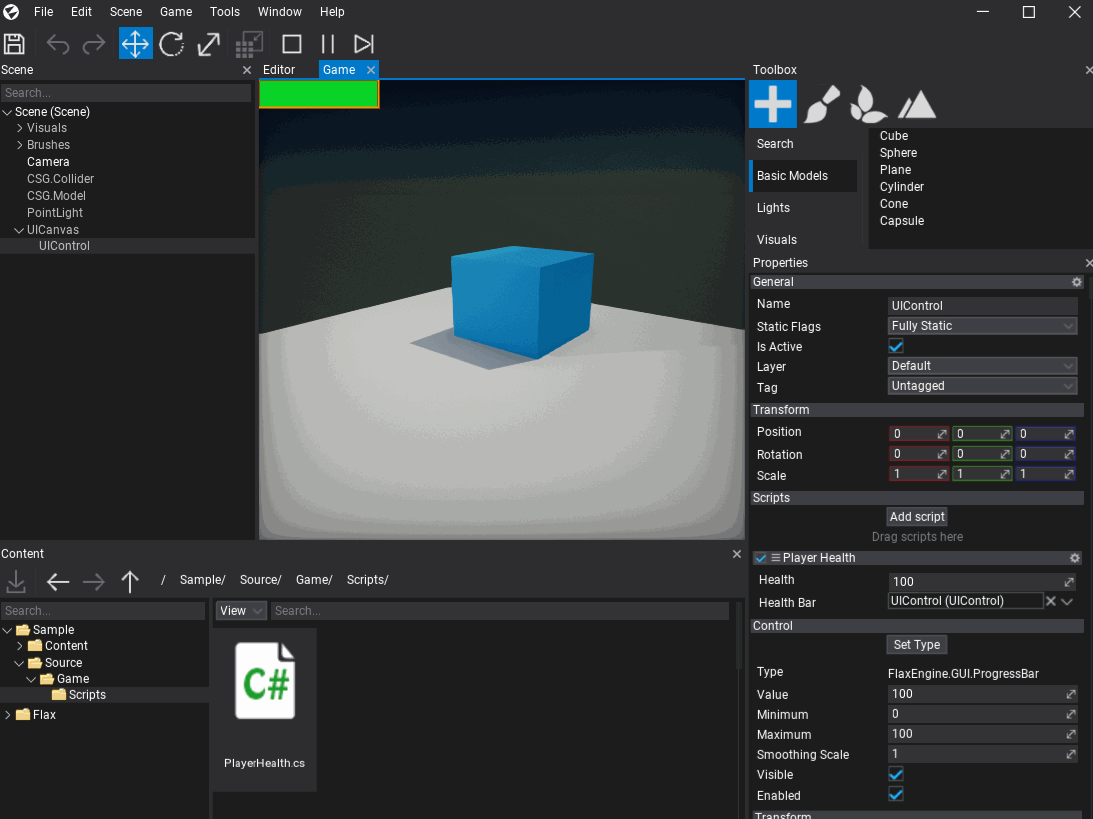 File Edit Scene Game Tools Window Help
Scene
Search...
Scene (Scene)
Visuals
Brushes
Camera
CSG.Collider
CSG.Model
PointLight
UICanvas
UIControl
Editor Game
Toolbox
Search
Basic Models
Lights
Visuals
Cube
Sphere
Plane
Cylinder
Cone
Capsule
Properties
General
Name UIControl
Static Flags Fully Static
Is Active
Layer Default
Tag Untagged
Transform
Position 0 0 0
Rotation 0 0 0
Scale 1 1 1
Scripts
Add script
Drag scripts here
Player Health
Health 100
Health Bar UIControl (UIControl)
Control
Set Type
Type FlaxEngine.GUI.ProgressBar
Value 100
Minimum 0
Maximum 100
Smoothing Scale 1
Visible
Enabled
Transform
Content
/ Sample/ Source/ Game/ Scripts/
Search...
Sample
Content
Source
Game
Scripts
Flax
View Search...
C#
PlayerHealth.cs